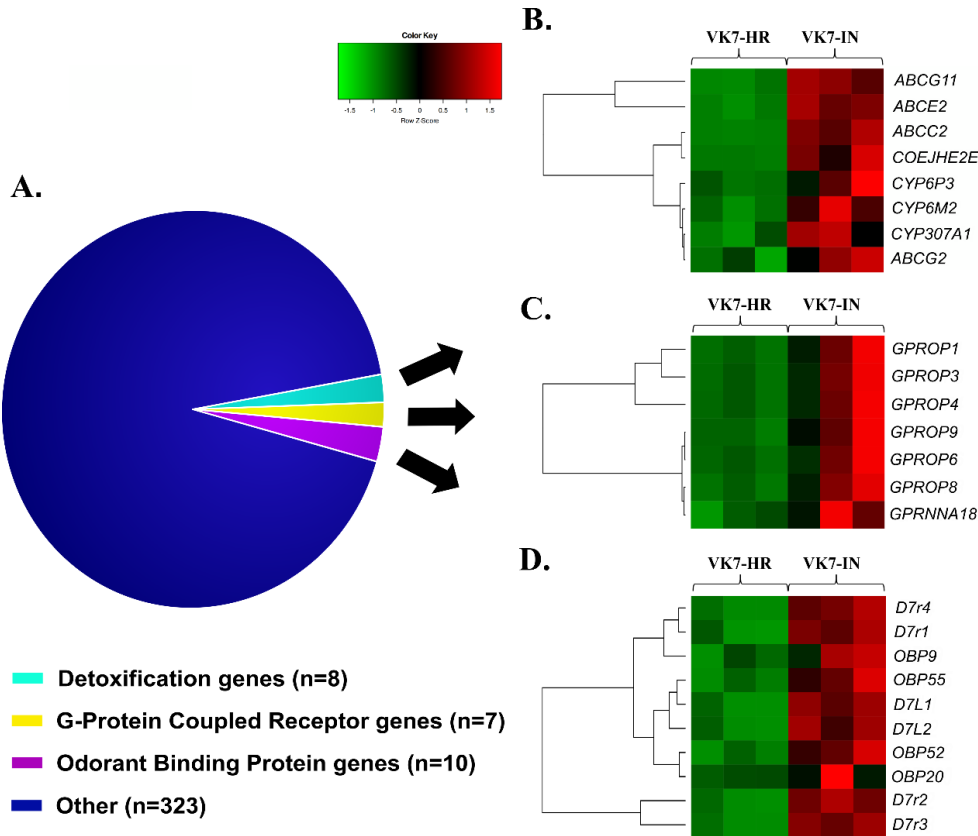 Color Key
-1.5 -1 -0.5 0 0.5 1 1.5
Row Z-Score
A.
Detoxification genes (n=8)
G-Protein Coupled Receptor genes (n=7)
Odorant Binding Protein genes (n=10)
Other (n=323)
B.
VK7-HR VK7-IN
ABCG11
ABCE2
ABCC2
COEJHE2E
CYP6P3
CYP6M2
CYP307A1
ABCG2
C.
VK7-HR VK7-IN
GPROP1
GPROP3
GPROP4
GPROP9
GPROP6
GPROP8
GPRNNA18
D.
VK7-HR VK7-IN
D7r4
D7r1
OBP9
OBP55
D7L1
D7L2
OBP52
OBP20
D7r2
D7r3